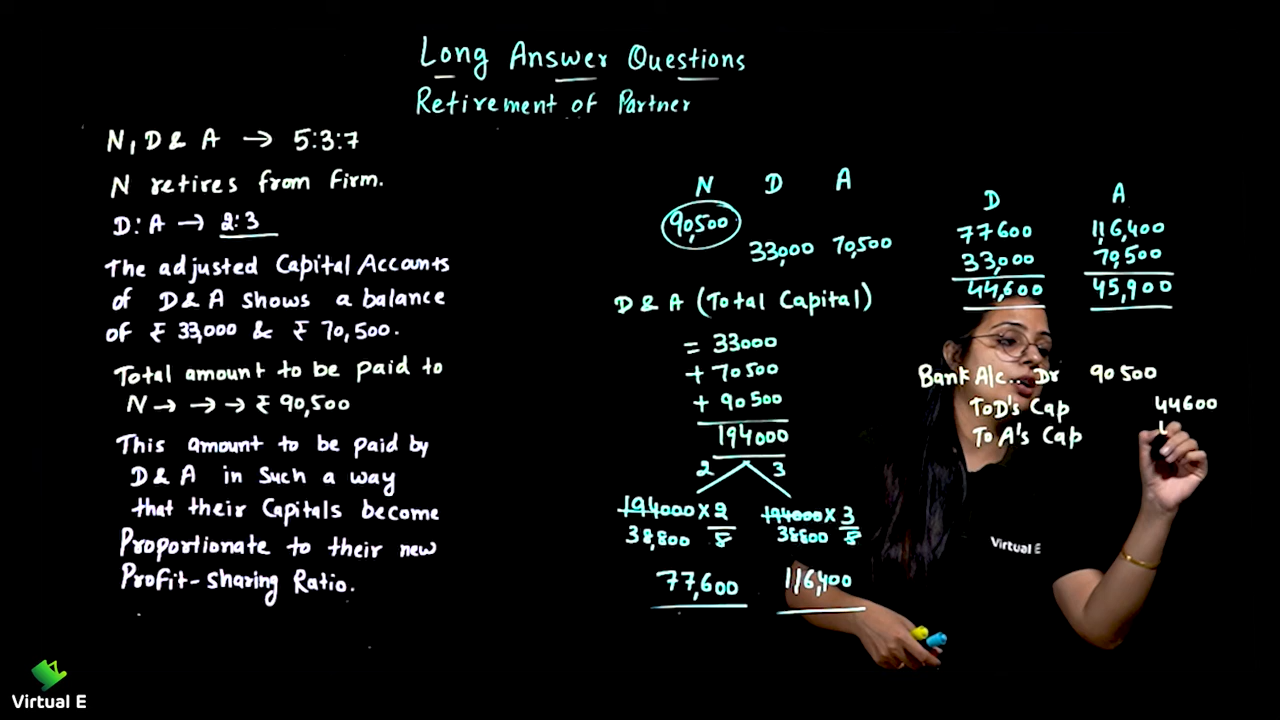 Long Answer Questions
Retirement of Partner
N, D & A → 5:3:7
N retires from firm.
D: A → 2:3
The adjusted Capital Accounts
of D & A shows a balance
of ₹ 33,000 & ₹ 70,500.
Total amount to be paid to
N → → → ₹ 90,500
This amount to be paid by
D & A in Such a way
that their Capitals become
Proportionate to their new
Profit-sharing Ratio.
N D A
90,500
33,000 70,500
D & A (Total Capital)
= 33000
+ 70500
+ 90500
194000
2 3
194000 × 2/5 194000 × 3/5
38,800 38800
77,600 1,16,400
D A
77600 1,16,400
33,000 70,500
44,600 45,900
Bank A/c... Dr 90500
To D's Cap 44600
To A's Cap
Virtual E
Virtual E